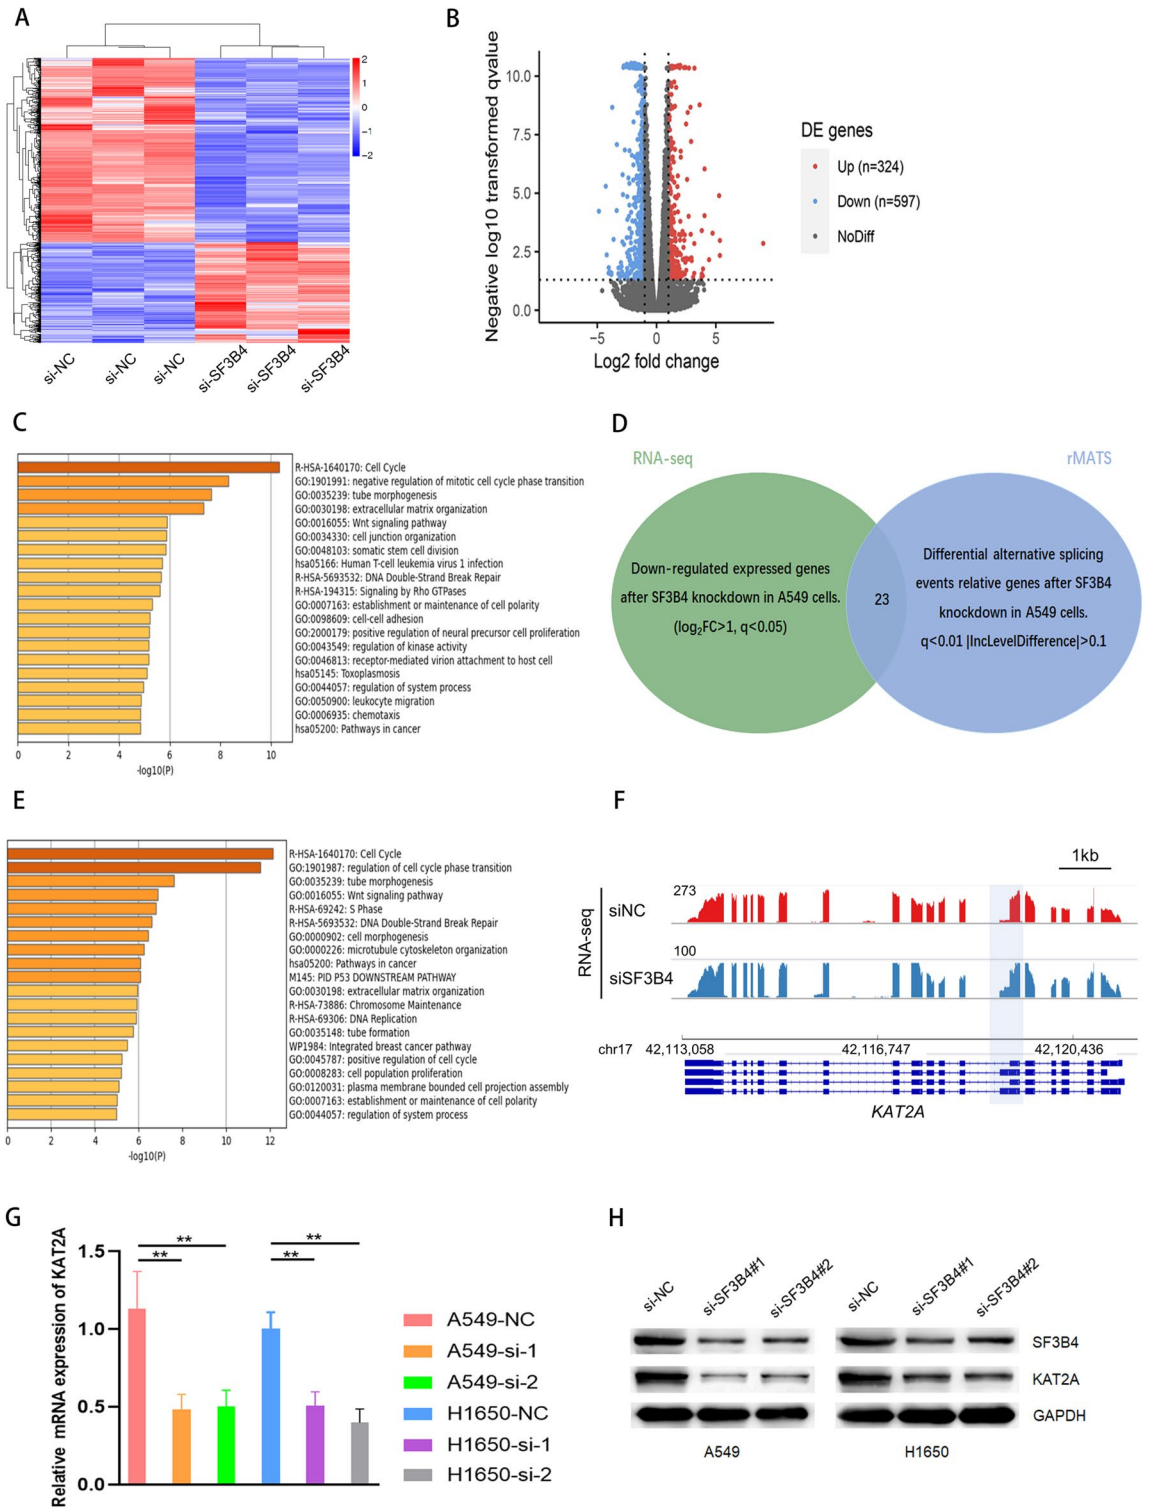 A
2
1
0
−1
−2
si-NC
si-NC
si-NC
si-SF3B4
si-SF3B4
si-SF3B4
B
Negative log10 transformed qvalue
10.0
7.5
5.0
2.5
0.0
−5
0
5
Log2 fold change
DE genes
Up (n=324)
Down (n=597)
NoDiff
C
R-HSA-1640170: Cell Cycle
GO:1901991: negative regulation of mitotic cell cycle phase transition
GO:0035239: tube morphogenesis
GO:0030198: extracellular matrix organization
GO:0016055: Wnt signaling pathway
GO:0034330: cell junction organization
GO:0048103: somatic stem cell division
hsa05166: Human T-cell leukemia virus 1 infection
R-HSA-5693532: DNA Double-Strand Break Repair
R-HSA-194315: Signaling by Rho GTPases
GO:0007163: establishment or maintenance of cell polarity
GO:0098609: cell-cell adhesion
GO:2000179: positive regulation of neural precursor cell proliferation
GO:0043549: regulation of kinase activity
GO:0046813: receptor-mediated virion attachment to host cell
hsa05145: Toxoplasmosis
GO:0044057: regulation of system process
GO:0050900: leukocyte migration
GO:0006935: chemotaxis
hsa05200: Pathways in cancer
0 2 4 6 8 10
-log10(P)
D
RNA-seq
rMATS
Down-regulated expressed genes
after SF3B4 knockdown in A549 cells.
(log₂FC>1, q<0.05)
23
Differential alternative splicing
events relative genes after SF3B4
knockdown in A549 cells.
q<0.01 |IncLevelDifference|>0.1
E
R-HSA-1640170: Cell Cycle
GO:1901987: regulation of cell cycle phase transition
GO:0035239: tube morphogenesis
GO:0016055: Wnt signaling pathway
R-HSA-69242: S Phase
R-HSA-5693532: DNA Double-Strand Break Repair
GO:0000902: cell morphogenesis
GO:0000226: microtubule cytoskeleton organization
hsa05200: Pathways in cancer
M145: PID P53 DOWNSTREAM PATHWAY
GO:0030198: extracellular matrix organization
R-HSA-73886: Chromosome Maintenance
R-HSA-69306: DNA Replication
GO:0035148: tube formation
WP1984: Integrated breast cancer pathway
GO:0045787: positive regulation of cell cycle
GO:0008283: cell population proliferation
GO:0120031: plasma membrane bounded cell projection assembly
GO:0007163: establishment or maintenance of cell polarity
GO:0044057: regulation of system process
0 2 4 6 8 10 12
-log10(P)
F
1kb
RNA-seq
273
siNC
100
siSF3B4
chr17 42,113,058 42,116,747 42,120,436
KAT2A
G
Relative mRNA expression of KAT2A
1.5
1.0
0.5
0.0
**
**
**
**
A549-NC
A549-si-1
A549-si-2
H1650-NC
H1650-si-1
H1650-si-2
H
si-NC
si-SF3B4#1
si-SF3B4#2
si-NC
si-SF3B4#1
si-SF3B4#2
SF3B4
KAT2A
GAPDH
A549
H1650